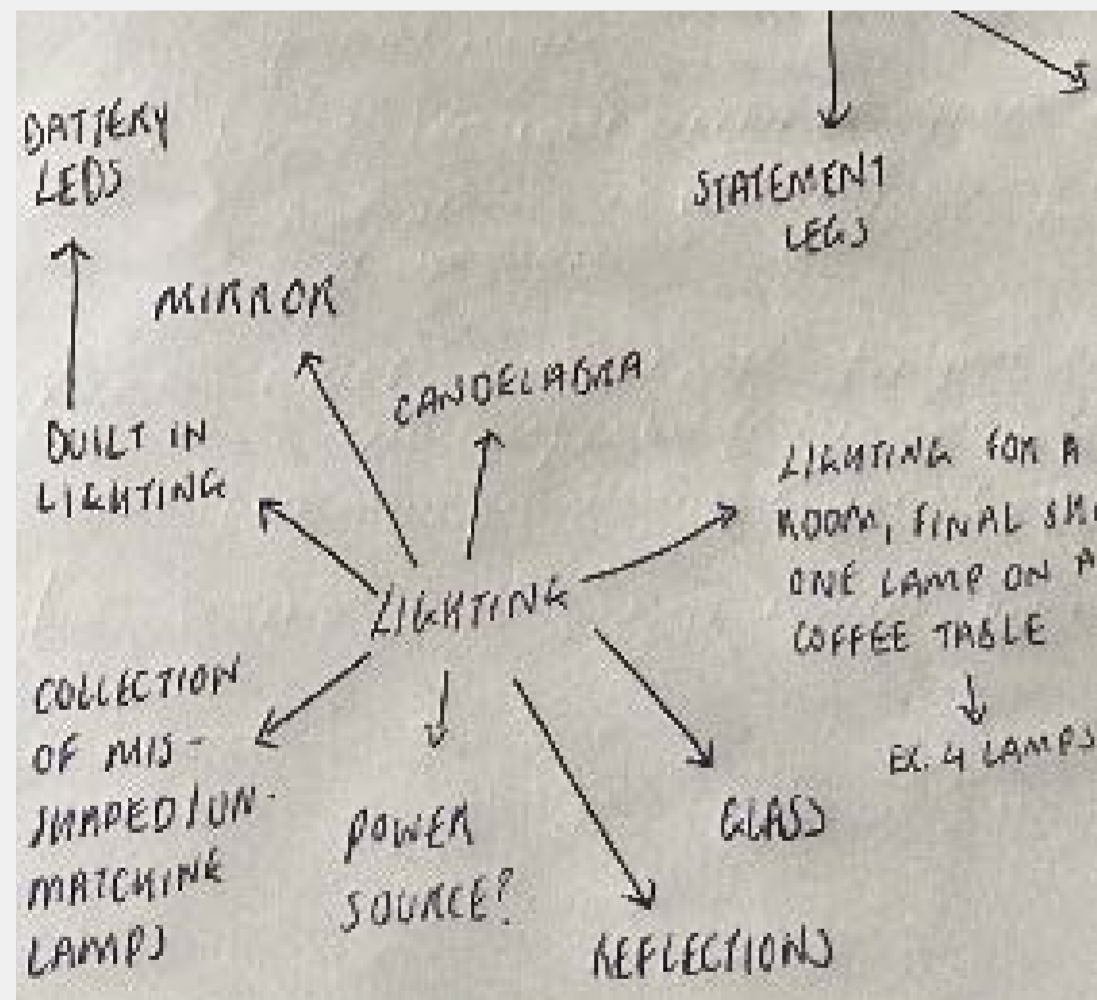 BATTERY
LEDS
STATEMENT
LEGS
MIRROR
CANDELABRA
BUILT IN
LIGHTING
LIGHTING FOR A
ROOM, FINAL
ONE LAMP ON A
COFFEE TABLE
EX. 4 LAMPS
LIGHTING
COLLECTION
OF MIS-
SHAPED/UN-
MATCHING
LAMPS
POWER
SOURCE?
GLASS
REFLECTIONS